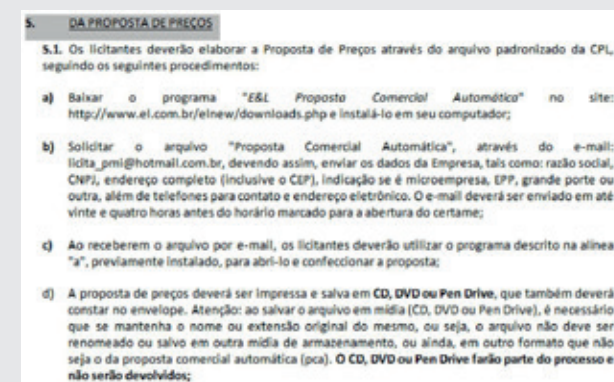 5. DA PROPOSTA DE PREÇOS
5.1. Os licitantes deverão elaborar a Proposta de Preços através do arquivo padronizado da CPL,
seguindo os seguintes procedimentos:
a) Baixar o programa "E&L Proposta Comercial Automática" no site:
http://www.el.com.br/elnew/downloads.php e instalá-lo em seu computador;
b) Solicitar o arquivo "Proposta Comercial Automática", através do e-mail:
licita_pmi@hotmail.com.br, devendo assim, enviar os dados da Empresa, tais como: razão social,
CNPJ, endereço completo (inclusive o CEP), indicação se é microempresa, EPP, grande porte ou
outra, além de telefones para contato e endereço eletrônico. O e-mail deverá ser enviado em até
vinte e quatro horas antes do horário marcado para a abertura do certame;
c) Ao receberem o arquivo por e-mail, os licitantes deverão utilizar o programa descrito na alínea
"a", previamente instalado, para abri-lo e confeccionar a proposta;
d) A proposta de preços deverá ser impressa e salva em CD, DVD ou Pen Drive, que também deverá
constar no envelope. Atenção: ao salvar o arquivo em mídia (CD, DVD ou Pen Drive), é necessário
que se mantenha o nome ou extensão original do mesmo, ou seja, o arquivo não deve ser
renomeado ou salvo em outra mídia de armazenamento, ou ainda, em outro formato que não
seja o da proposta comercial automática (pca). O CD, DVD ou Pen Drive farão parte do processo e
não serão devolvidos;